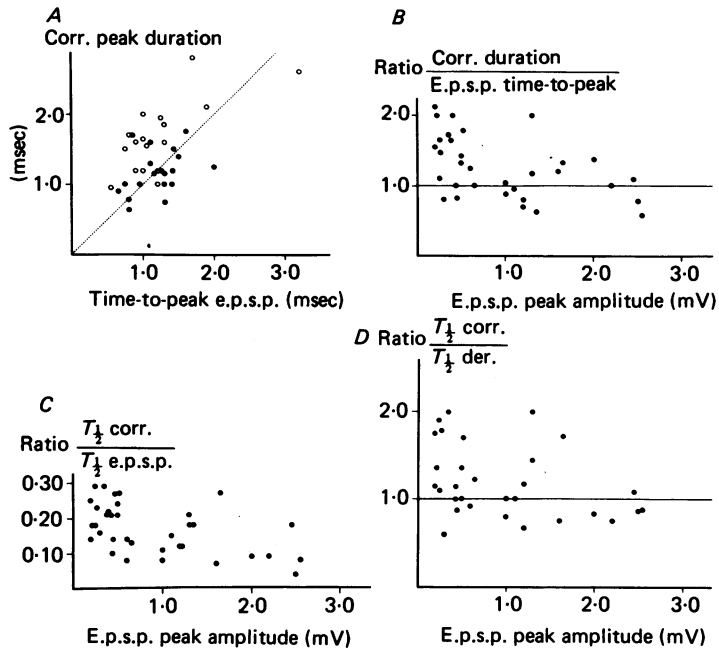 A
Corr. peak duration
(msec)
2·0
1·0
1·0 2·0 3·0
Time-to-peak e.p.s.p. (msec)
B
Ratio Corr. duration
E.p.s.p. time-to-peak
2·0
1·0
1·0 2·0 3·0
E.p.s.p. peak amplitude (mV)
C
Ratio T½ corr.
T½ e.p.s.p.
0·30
0·20
0·10
1·0 2·0 3·0
E.p.s.p. peak amplitude (mV)
D Ratio T½ corr.
T½ der.
2·0
1·0
1·0 2·0 3·0
E.p.s.p. peak amplitude (mV)